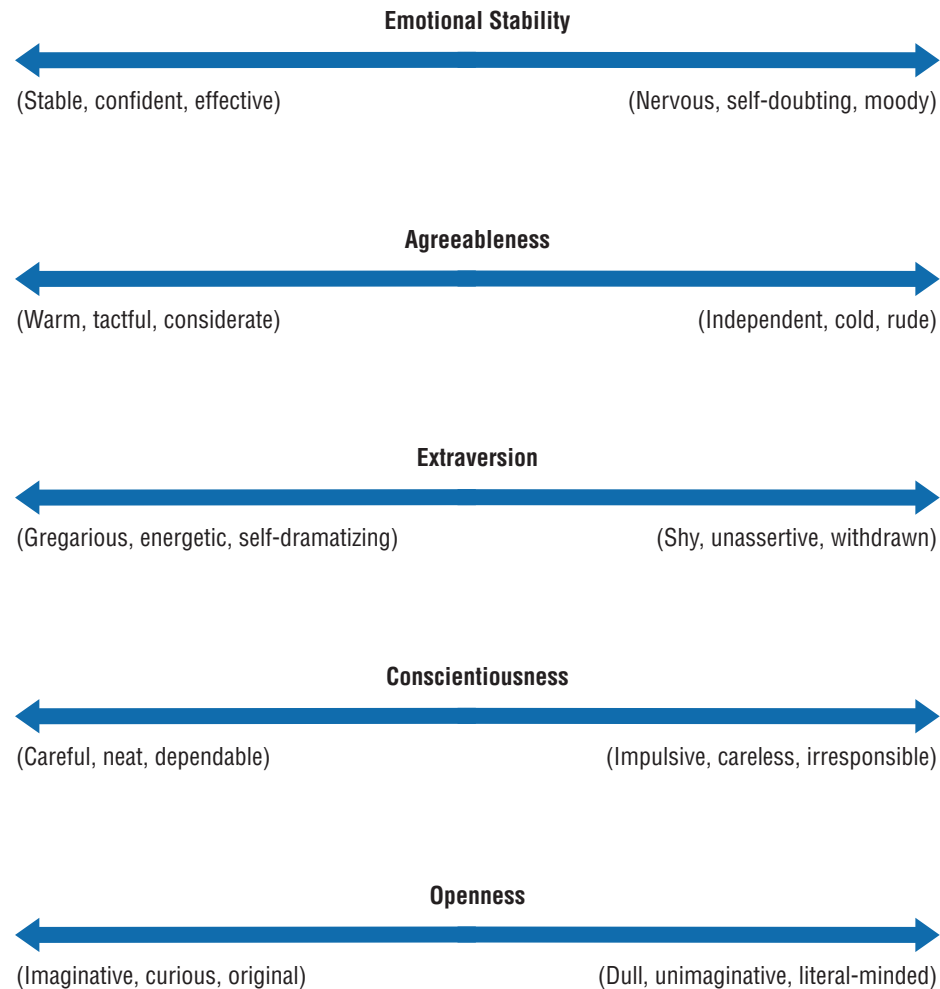 Emotional Stability
(Stable, confident, effective) (Nervous, self-doubting, moody)
Agreeableness
(Warm, tactful, considerate) (Independent, cold, rude)
Extraversion
(Gregarious, energetic, self-dramatizing) (Shy, unassertive, withdrawn)
Conscientiousness
(Careful, neat, dependable) (Impulsive, careless, irresponsible)
Openness
(Imaginative, curious, original) (Dull, unimaginative, literal-minded)